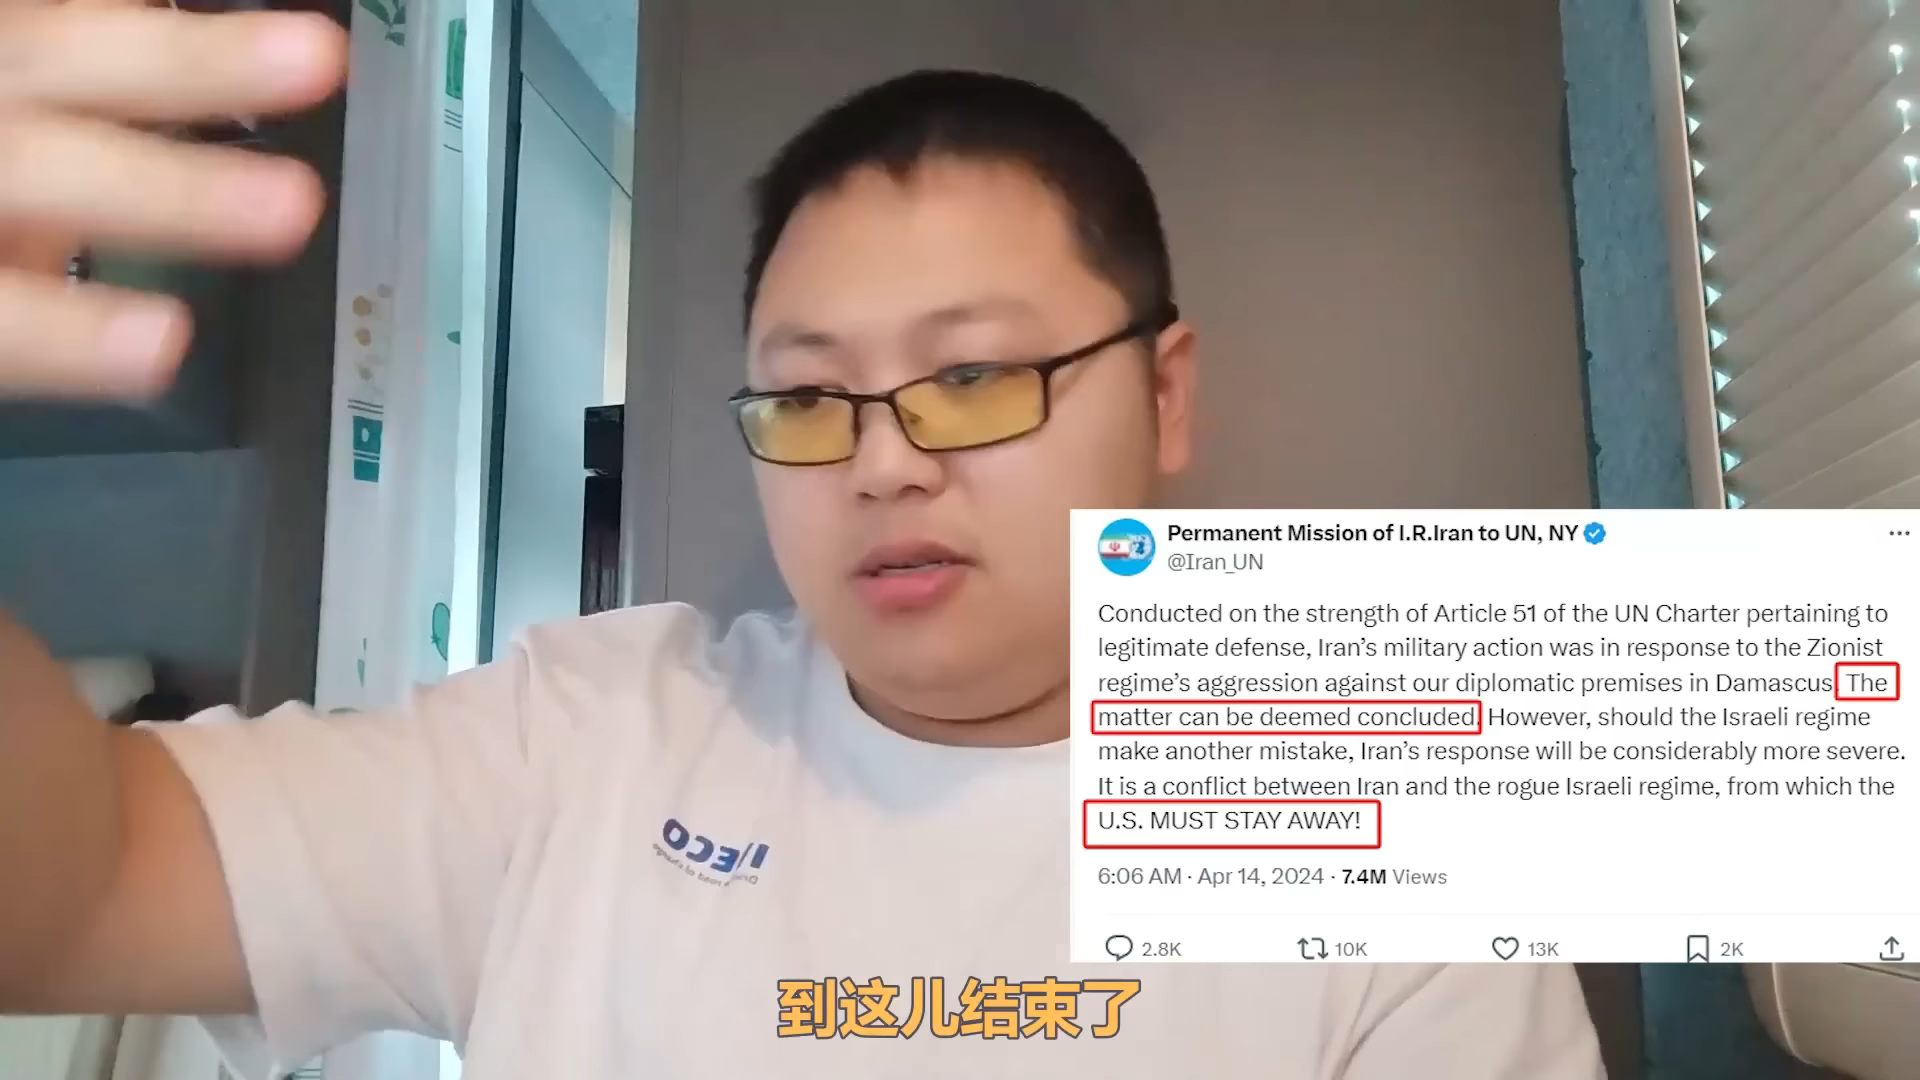 Permanent Mission of I.R.Iran to UN, NY
@Iran_UN
Conducted on the strength of Article 51 of the UN Charter pertaining to
legitimate defense, Iran’s military action was in response to the Zionist
regime’s aggression against our diplomatic premises in Damascus. The
matter can be deemed concluded. However, should the Israeli regime
make another mistake, Iran’s response will be considerably more severe.
It is a conflict between Iran and the rogue Israeli regime, from which the
U.S. MUST STAY AWAY!
6:06 AM · Apr 14, 2024 · 7.4M Views
2.8K 10K 13K 2K
IVECO
road of change
到这儿结束了